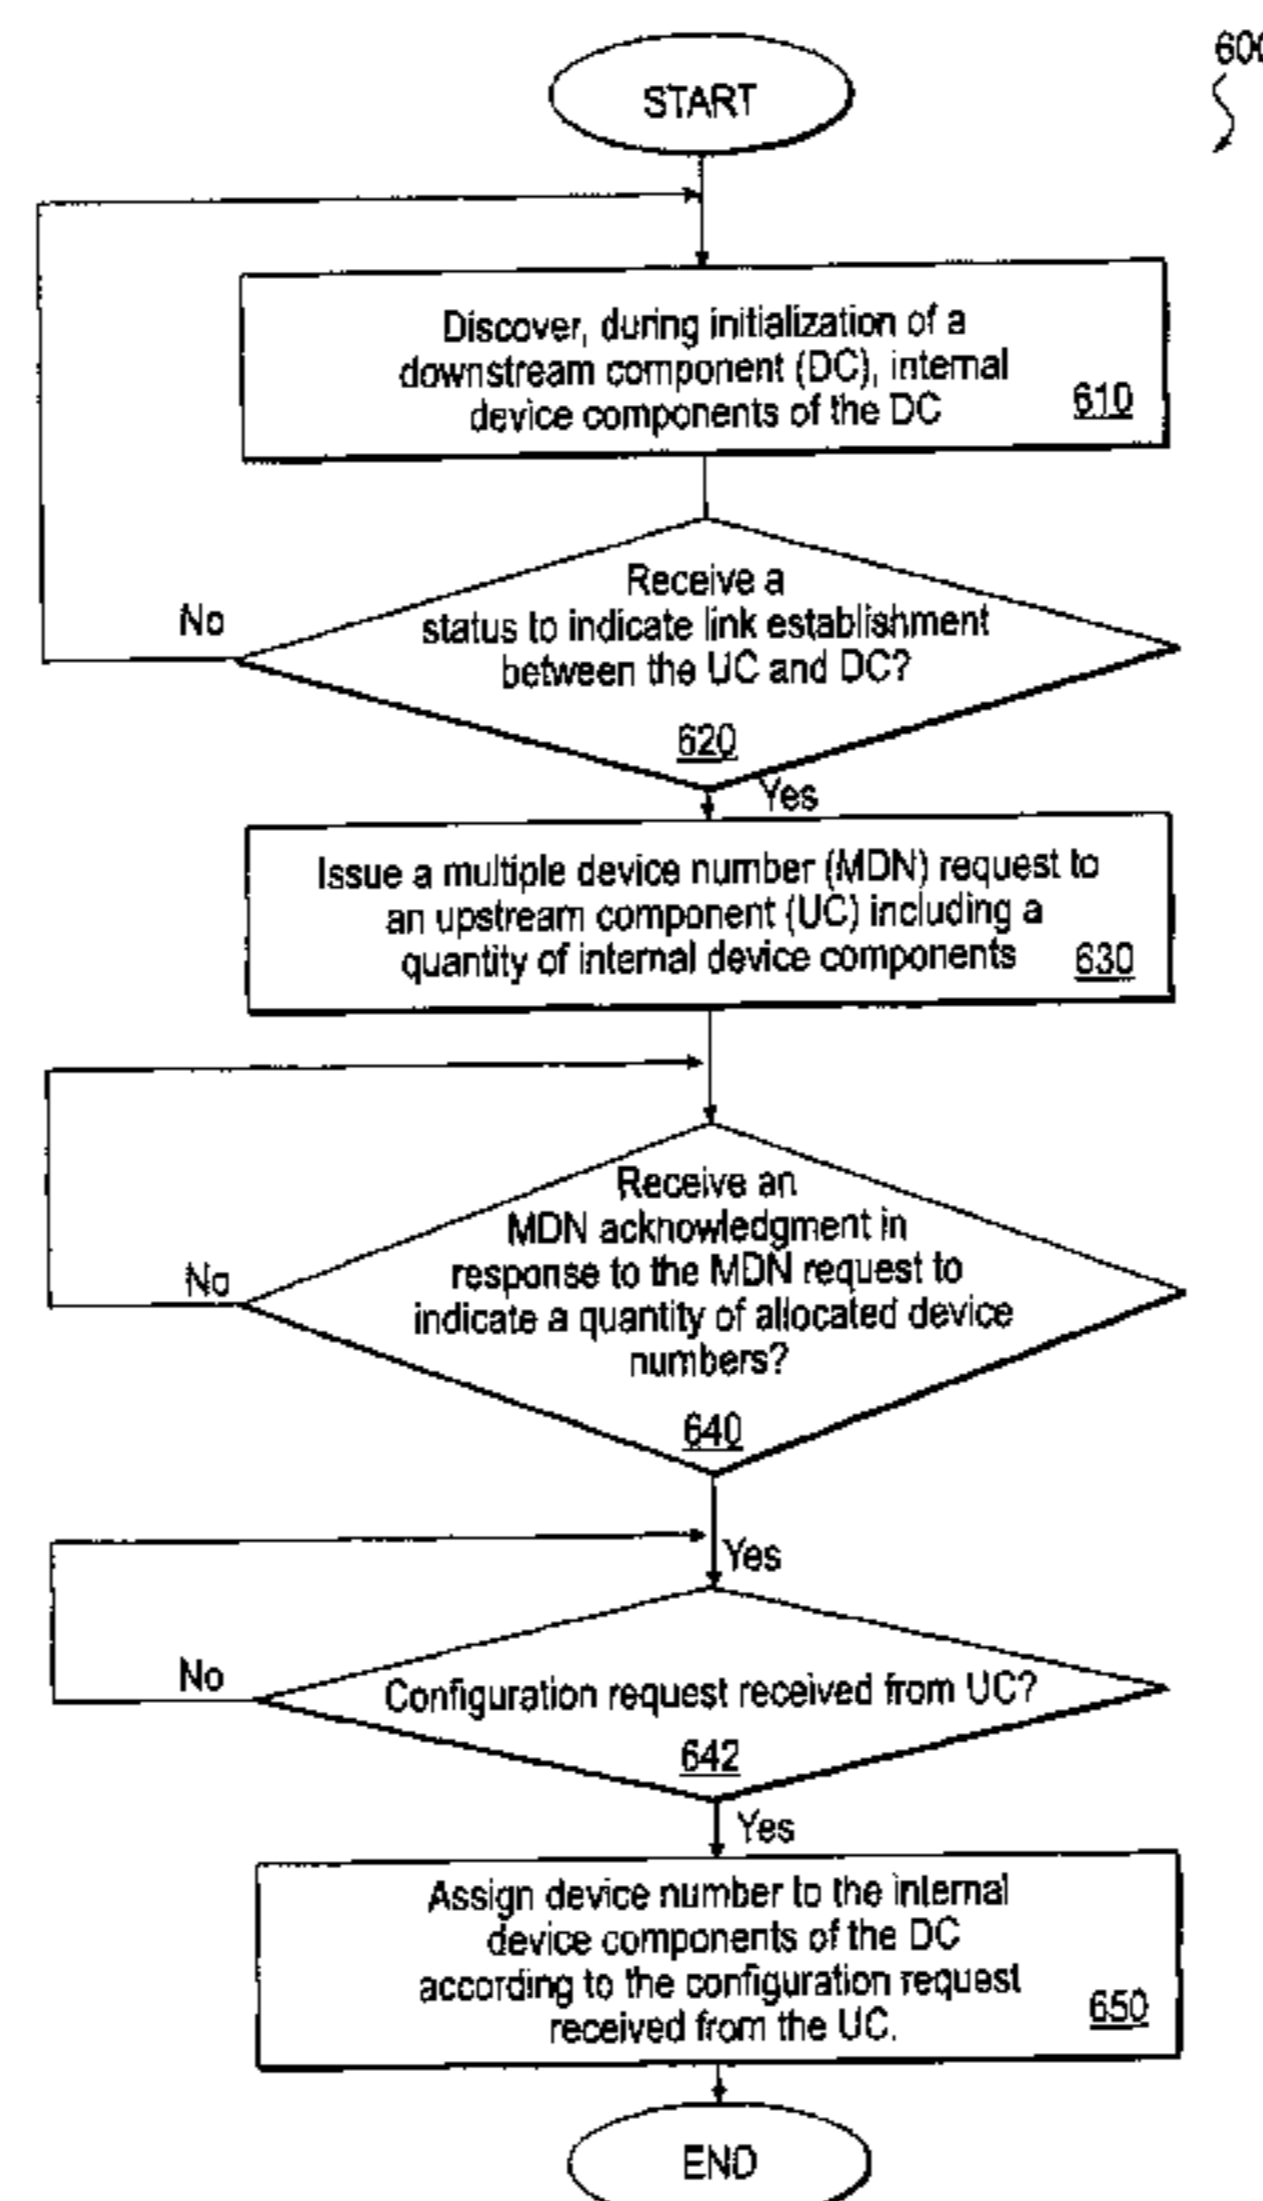 600
START
Discover, during initialization of a
downstream component (DC), internal
device components of the DC
610
Receive a
status to indicate link establishment
between the UC and DC?
No
620
Yes
Issue a multiple device number (MDN) request to
an upstream component (UC) including a
quantity of internal device components
630
Receive an
MDN acknowledgment in
response to the MDN request to
indicate a quantity of allocated device
numbers?
No
640
Yes
Configuration request received from UC?
No
642
Yes
Assign device number to the internal
device components of the DC
according to the configuration request
received from the UC.
650
END